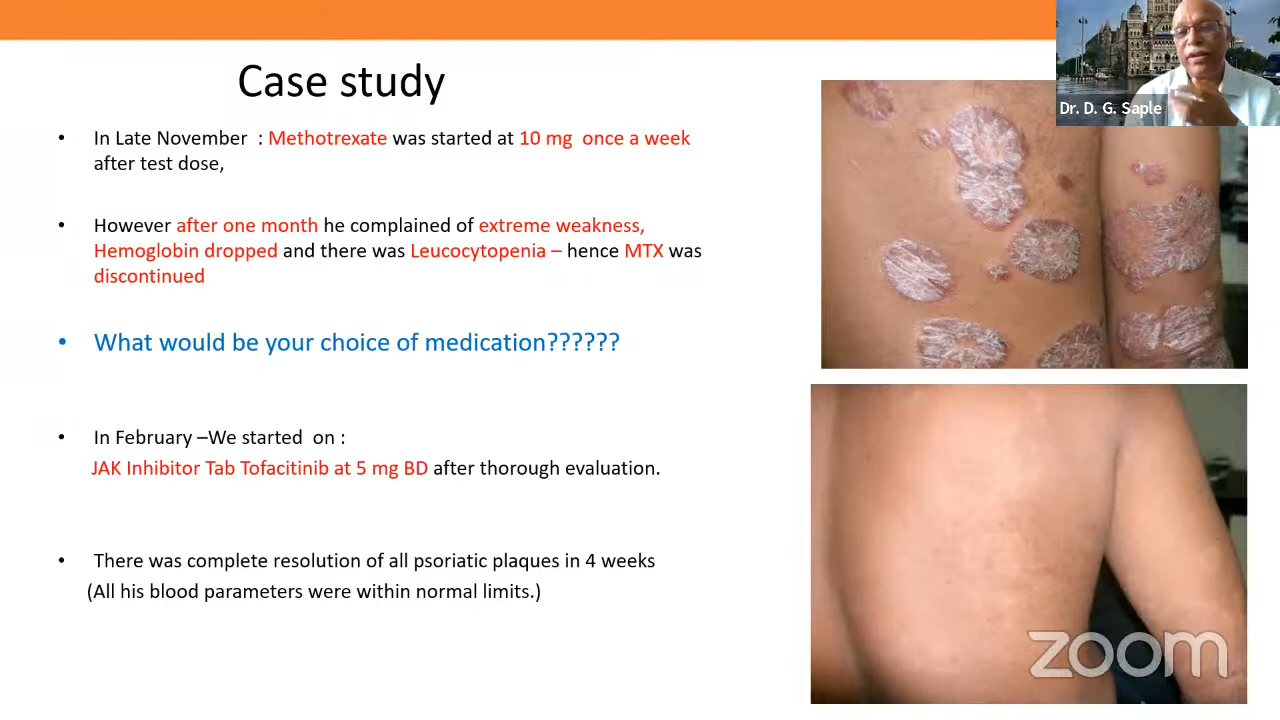 Case study
Dr. D. G. Saple
• In Late November : Methotrexate was started at 10 mg once a week
after test dose,
• However after one month he complained of extreme weakness,
Hemoglobin dropped and there was Leucocytopenia – hence MTX was
discontinued
• What would be your choice of medication??????
• In February –We started on :
JAK Inhibitor Tab Tofacitinib at 5 mg BD after thorough evaluation.
• There was complete resolution of all psoriatic plaques in 4 weeks
(All his blood parameters were within normal limits.)
zoom